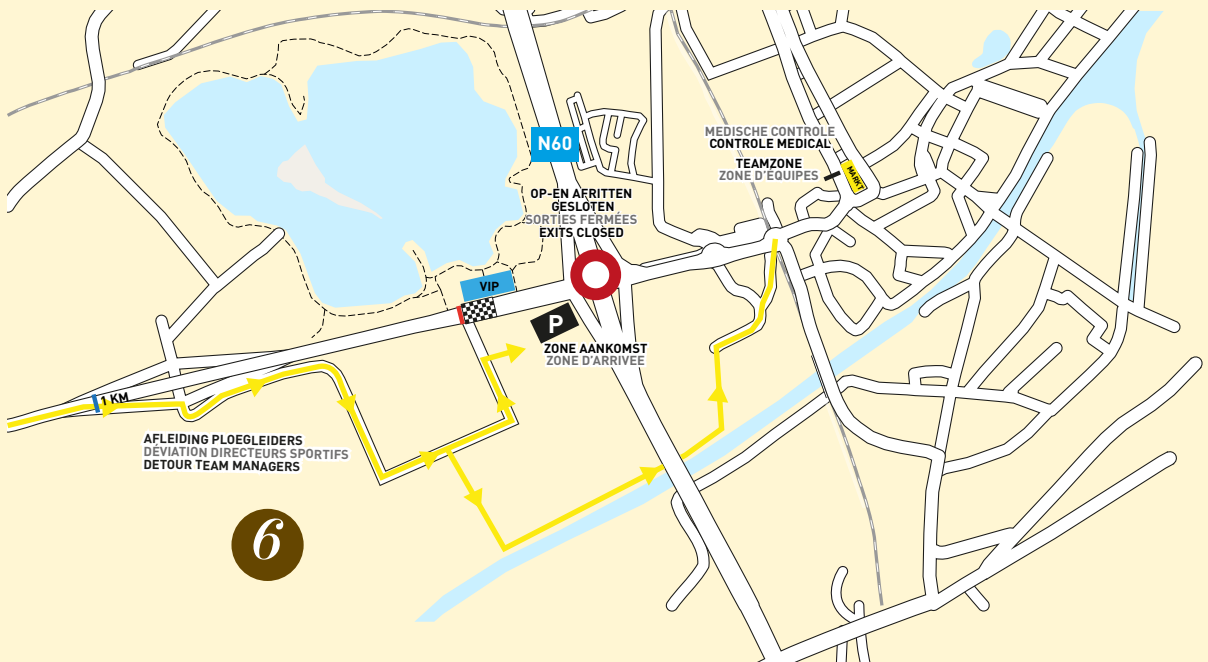 N60
MEDISCHE CONTROLE
CONTROLE MEDICAL
TEAMZONE
ZONE D'ÉQUIPES
MARKT
OP-EN AFRITTEN
GESLOTEN
SORTIES FERMÉES
EXITS CLOSED
VIP
P
ZONE AANKOMST
ZONE D'ARRIVÉE
1 KM
AFLEIDING PLOEGLEIDERS
DÉVIATION DIRECTEURS SPORTIFS
DETOUR TEAM MANAGERS
6